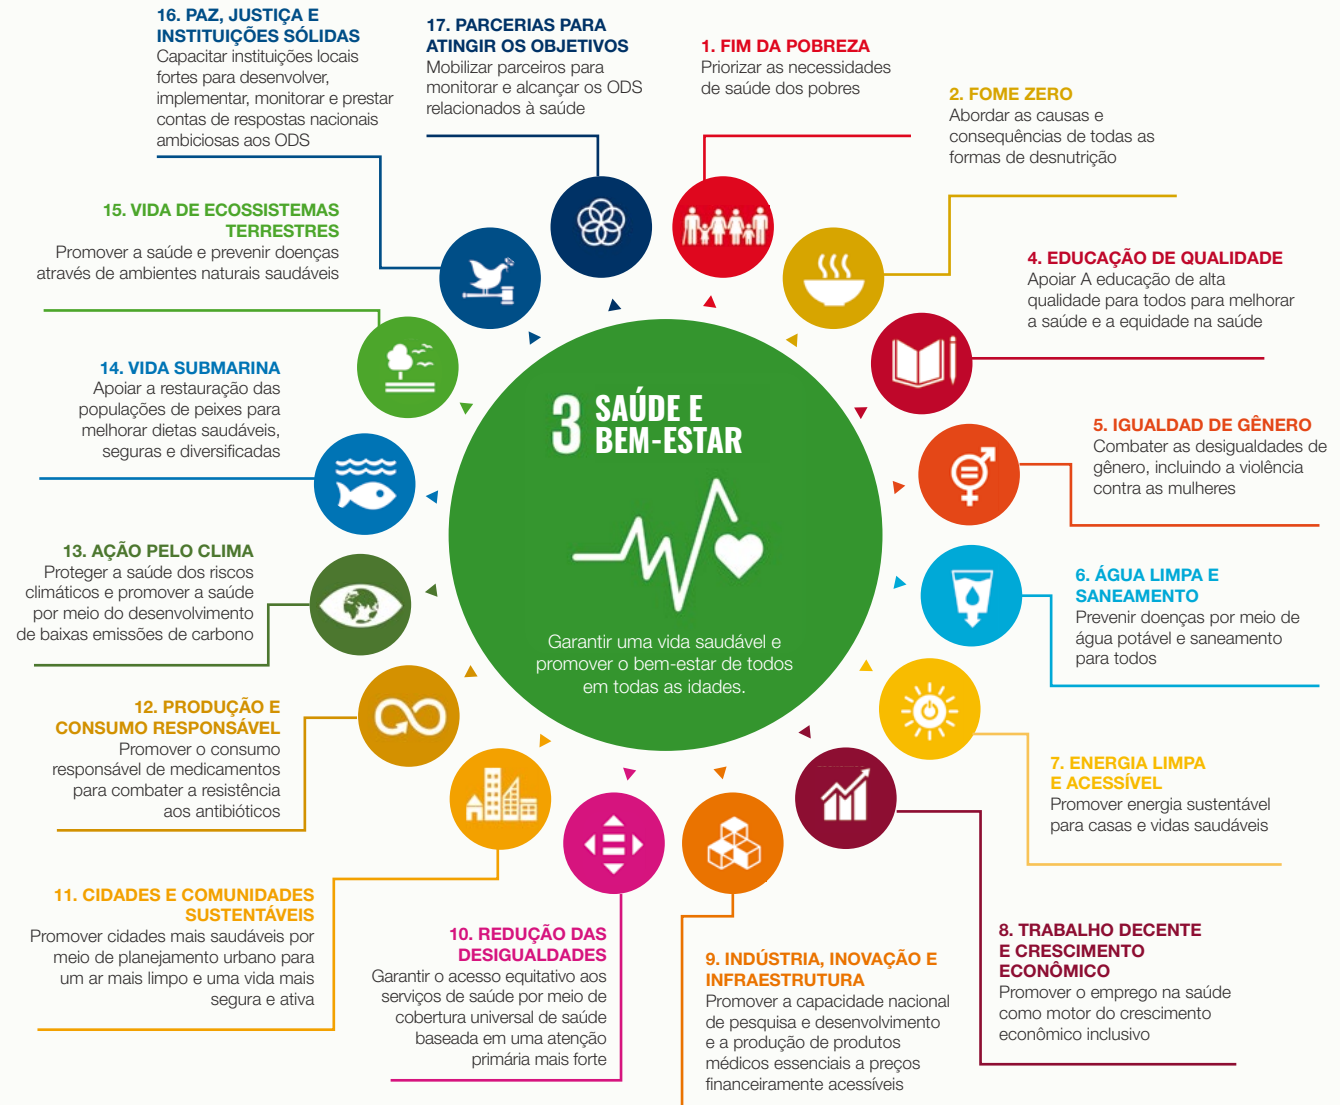 16. PAZ, JUSTIÇA E
INSTITUIÇÕES SÓLIDAS
Capacitar instituições locais
fortes para desenvolver,
implementar, monitorar e prestar
contas de respostas nacionais
ambiciosas aos ODS
17. PARCERIAS PARA
ATINGIR OS OBJETIVOS
Mobilizar parceiros para
monitorar e alcançar os ODS
relacionados à saúde
1. FIM DA POBREZA
Priorizar as necessidades
de saúde dos pobres
2. FOME ZERO
Abordar as causas e
consequências de todas as
formas de desnutrição
15. VIDA DE ECOSSISTEMAS
TERRESTRES
Promover a saúde e prevenir doenças
através de ambientes naturais saudáveis
4. EDUCAÇÃO DE QUALIDADE
Apoiar A educação de alta
qualidade para todos para melhorar
a saúde e a equidade na saúde
14. VIDA SUBMARINA
Apoiar a restauração das
populações de peixes para
melhorar dietas saudáveis,
seguras e diversificadas
3 SAÚDE E
BEM-ESTAR
Garantir uma vida saudável e
promover o bem-estar de todos
em todas as idades.
5. IGUALDAD DE GÊNERO
Combater as desigualdades de
gênero, incluindo a violência
contra as mulheres
13. AÇÃO PELO CLIMA
Proteger a saúde dos riscos
climáticos e promover a saúde
por meio do desenvolvimento
de baixas emissões de carbono
6. ÁGUA LIMPA E
SANEAMENTO
Prevenir doenças por meio de
água potável e saneamento
para todos
12. PRODUÇÃO E
CONSUMO RESPONSÁVEL
Promover o consumo
responsável de medicamentos
para combater a resistência
aos antibióticos
7. ENERGIA LIMPA
E ACESSÍVEL
Promover energia sustentável
para casas e vidas saudáveis
11. CIDADES E COMUNIDADES
SUSTENTÁVEIS
Promover cidades mais saudáveis por
meio de planejamento urbano para
um ar mais limpo e uma vida mais
segura e ativa
10. REDUÇÃO DAS
DESIGUALDADES
Garantir o acesso equitativo aos
serviços de saúde por meio de
cobertura universal de saúde
baseada em uma atenção
primária mais forte
9. INDÚSTRIA, INOVAÇÃO E
INFRAESTRUTURA
Promover a capacidade nacional
de pesquisa e desenvolvimento
e a produção de produtos
médicos essenciais a preços
financeiramente acessíveis
8. TRABALHO DECENTE
E CRESCIMENTO
ECONÔMICO
Promover o emprego na saúde
como motor do crescimento
econômico inclusivo